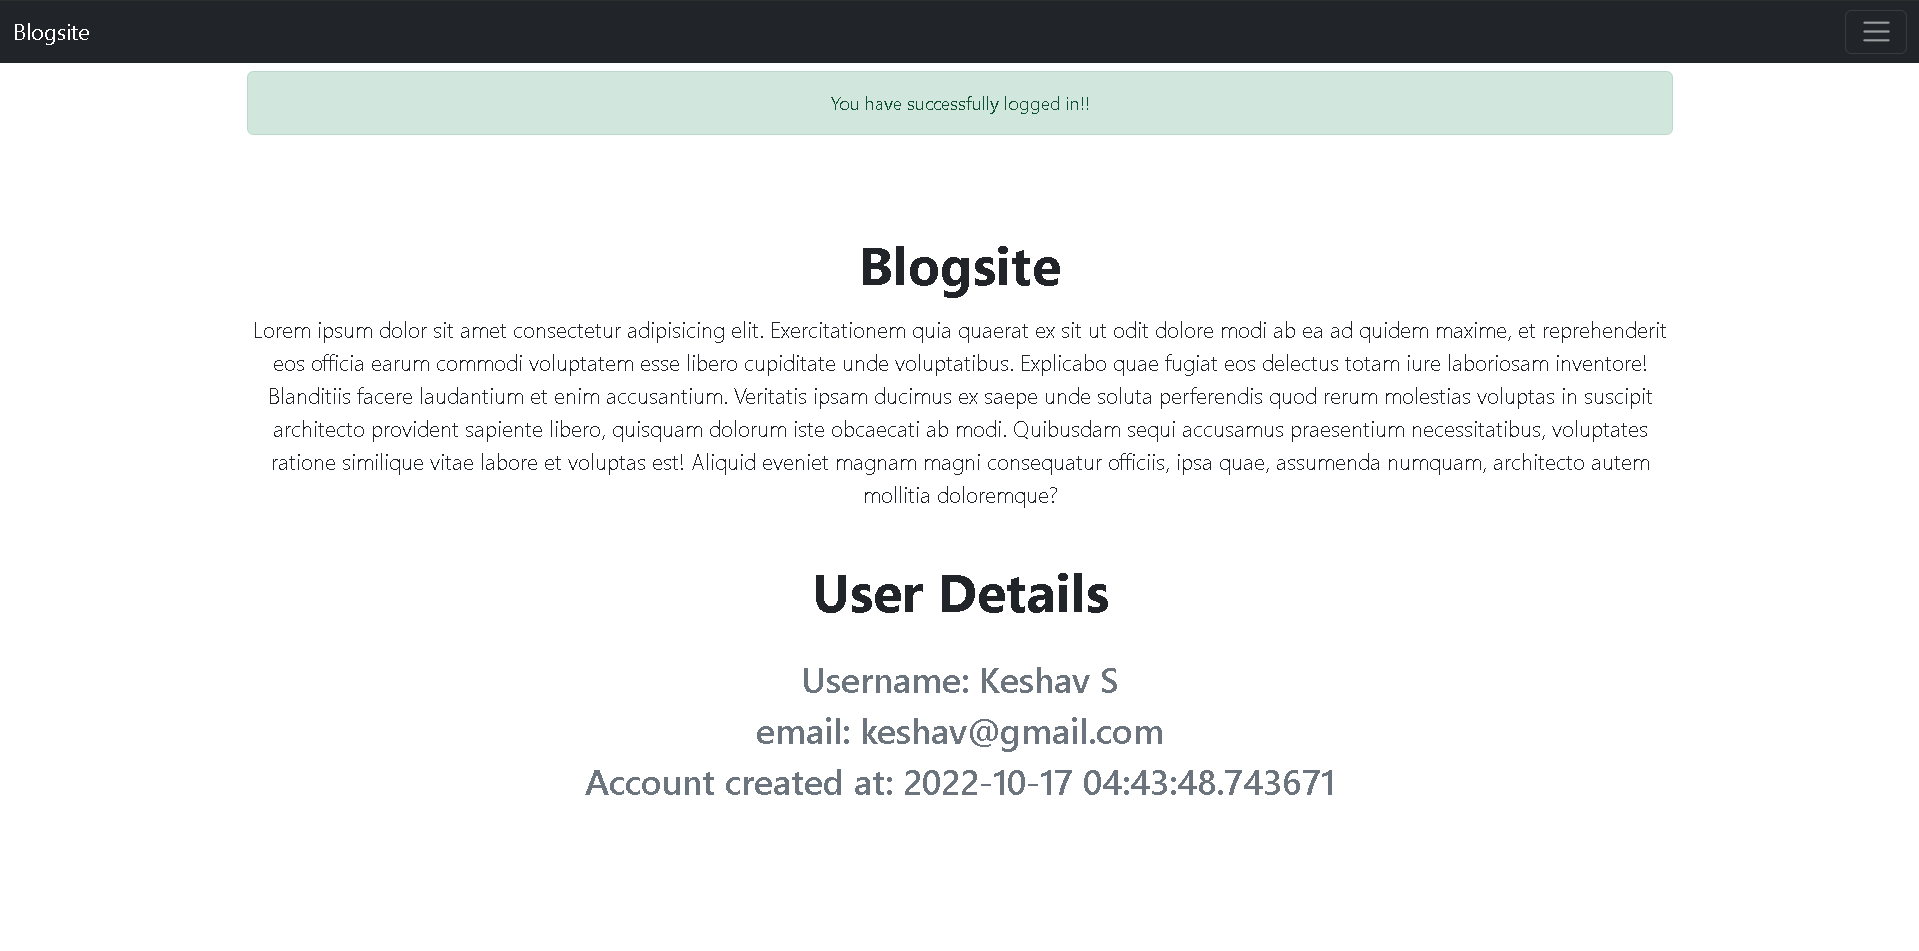 Blogsite
You have successfully logged in!!
Blogsite
Lorem ipsum dolor sit amet consectetur adipisicing elit. Exercitationem quia quaerat ex sit ut odit dolore modi ab ea ad quidem maxime, et reprehenderit
eos officia earum commodi voluptatem esse libero cupiditate unde voluptatibus. Explicabo quae fugiat eos delectus totam iure laboriosam inventore!
Blanditiis facere laudantium et enim accusantium. Veritatis ipsam ducimus ex saepe unde soluta perferendis quod rerum molestias voluptas in suscipit
architecto provident sapiente libero, quisquam dolorum iste obcaecati ab modi. Quibusdam sequi accusamus praesentium necessitatibus, voluptates
ratione similique vitae labore et voluptas est! Aliquid eveniet magnam magni consequatur officiis, ipsa quae, assumenda numquam, architecto autem
mollitia doloremque?
User Details
Username: Keshav S
email: keshav@gmail.com
Account created at: 2022-10-17 04:43:48.743671